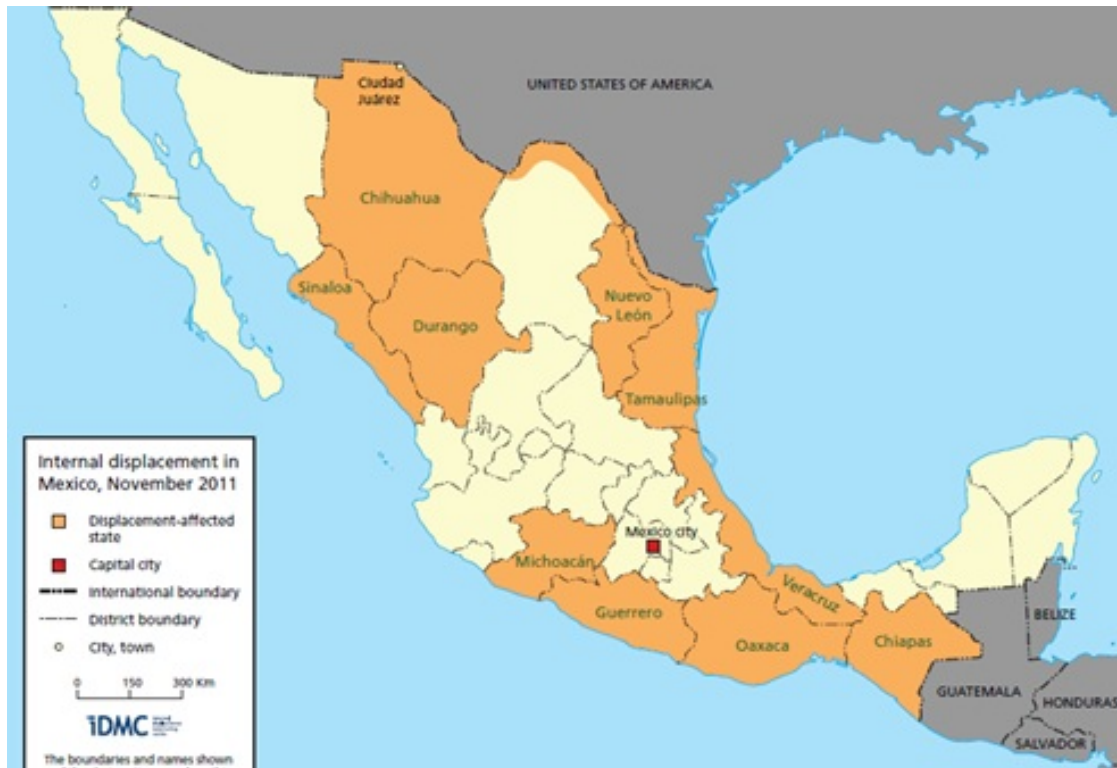 UNITED STATES OF AMERICA
Ciudad
Juárez
Chihuahua
Sinaloa
Durango
Nuevo
León
Tamaulipas
Mexico city
Michoacán
Guerrero
Veracruz
Oaxaca
Chiapas
BELIZE
GUATEMALA
HONDURAS
SALVADOR
Internal displacement in
Mexico, November 2011
Displacement-affected
state
Capital city
International boundary
District boundary
City, town
0 150 300 Km
iDMC
The boundaries and names shown